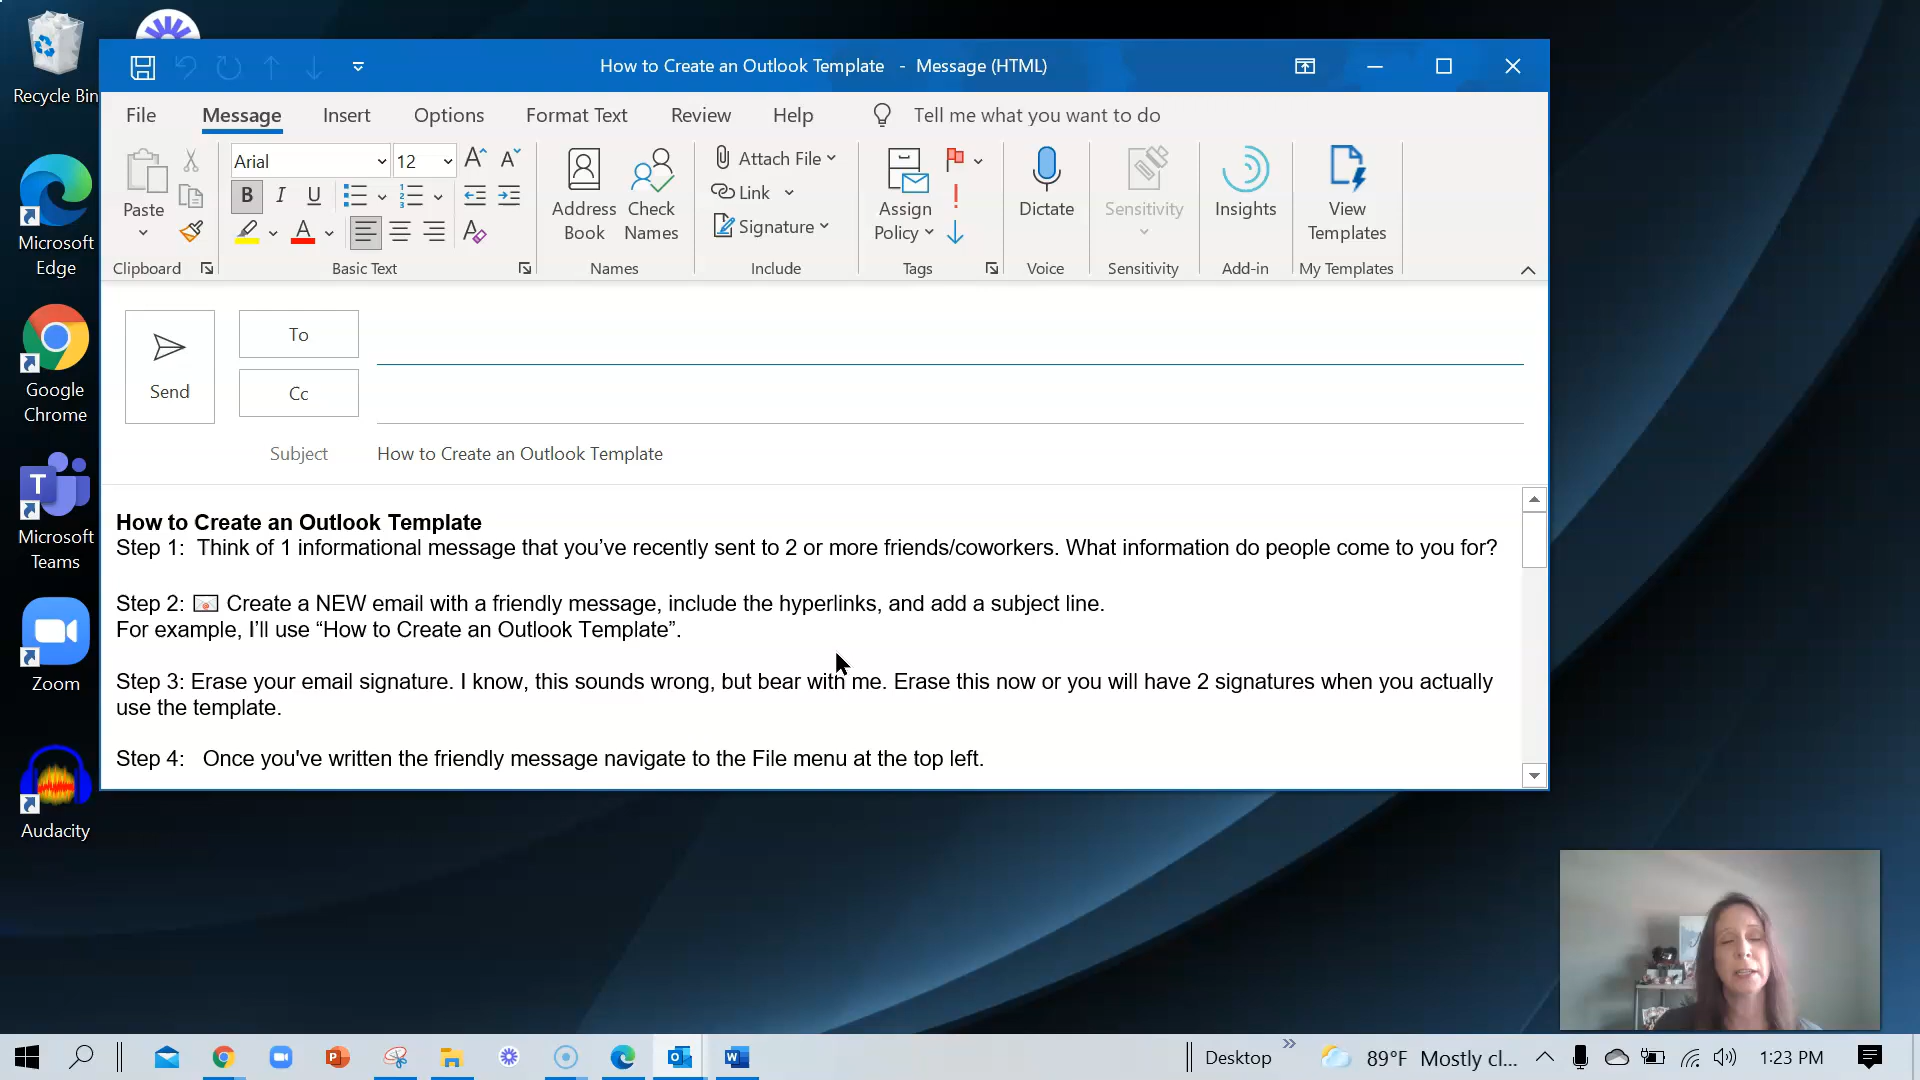 Recycle Bin
Microsoft
Edge
Google
Chrome
Microsoft
Teams
Zoom
Audacity
How to Create an Outlook Template - Message (HTML)
File Message Insert Options Format Text Review Help Tell me what you want to do
Paste
Arial 12
B I U
A
Address
Book
Check
Names
Attach File
Link
Signature
Assign
Policy
Dictate
Sensitivity
Insights
View
Templates
Clipboard Basic Text Names Include Tags Voice Sensitivity Add-in My Templates
Send
To
Cc
Subject How to Create an Outlook Template
How to Create an Outlook Template
Step 1: Think of 1 informational message that you’ve recently sent to 2 or more friends/coworkers. What information do people come to you for?
Step 2: 💌 Create a NEW email with a friendly message, include the hyperlinks, and add a subject line.
For example, I’ll use “How to Create an Outlook Template”.
Step 3: Erase your email signature. I know, this sounds wrong, but bear with me. Erase this now or you will have 2 signatures when you actually
use the template.
Step 4: Once you've written the friendly message navigate to the File menu at the top left.
Desktop 89°F Mostly cl... 1:23 PM